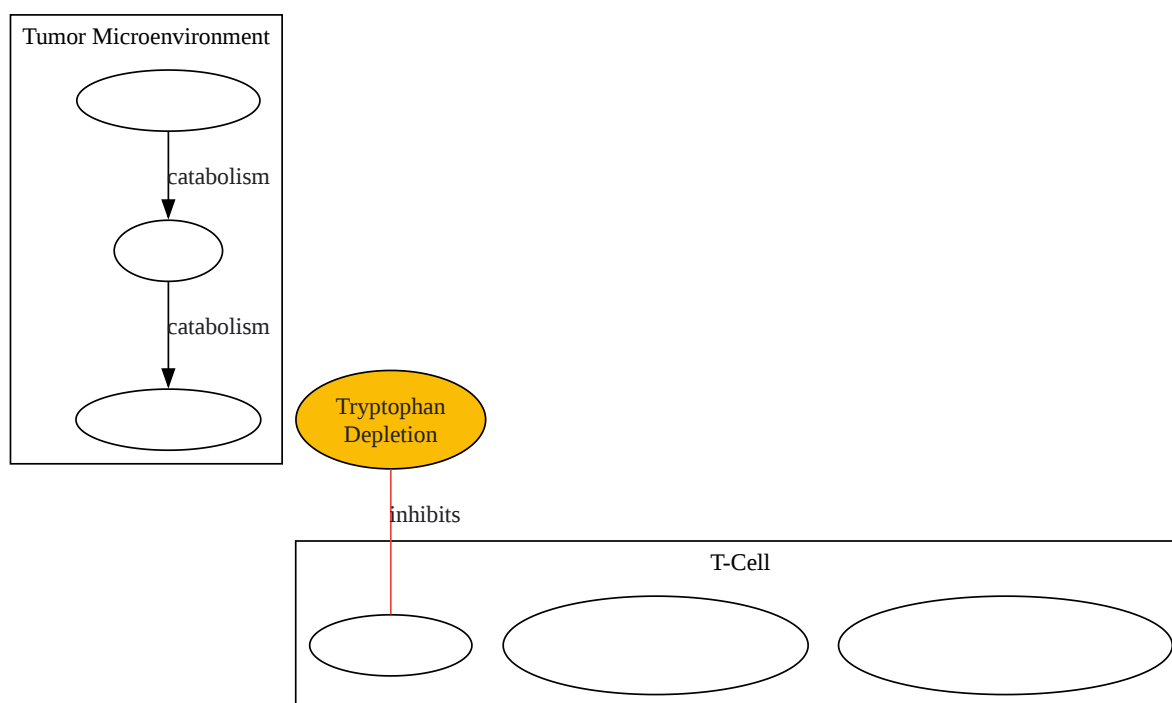 Tumor Microenvironment
catabolism
catabolism
Tryptophan
Depletion
inhibits
T-Cell